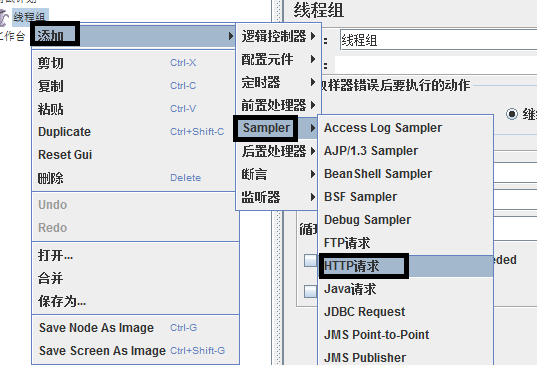 线程组
工作台
添加
剪切 Ctrl-X
复制 Ctrl-C
粘贴 Ctrl-V
Duplicate Ctrl+Shift-C
Reset Gui
删除 Delete
Undo
Redo
打开...
合并
保存为...
Save Node As Image Ctrl-G
Save Screen As Image Ctrl+Shift-G
逻辑控制器
配置元件
定时器
前置处理器
Sampler
后置处理器
断言
监听器
Access Log Sampler
AJP/1.3 Sampler
BeanShell Sampler
BSF Sampler
Debug Sampler
FTP请求
HTTP请求
Java请求
JDBC Request
JMS Point-to-Point
JMS Publisher
线程组
: 线程组
:
取样器错误后要执行的动作
继续
循环
eded